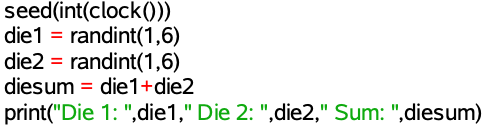 seed(int(clock()))
die1 = randint(1,6)
die2 = randint(1,6)
diesum = die1+die2
print("Die 1: ",die1," Die 2: ",die2," Sum: ",diesum)